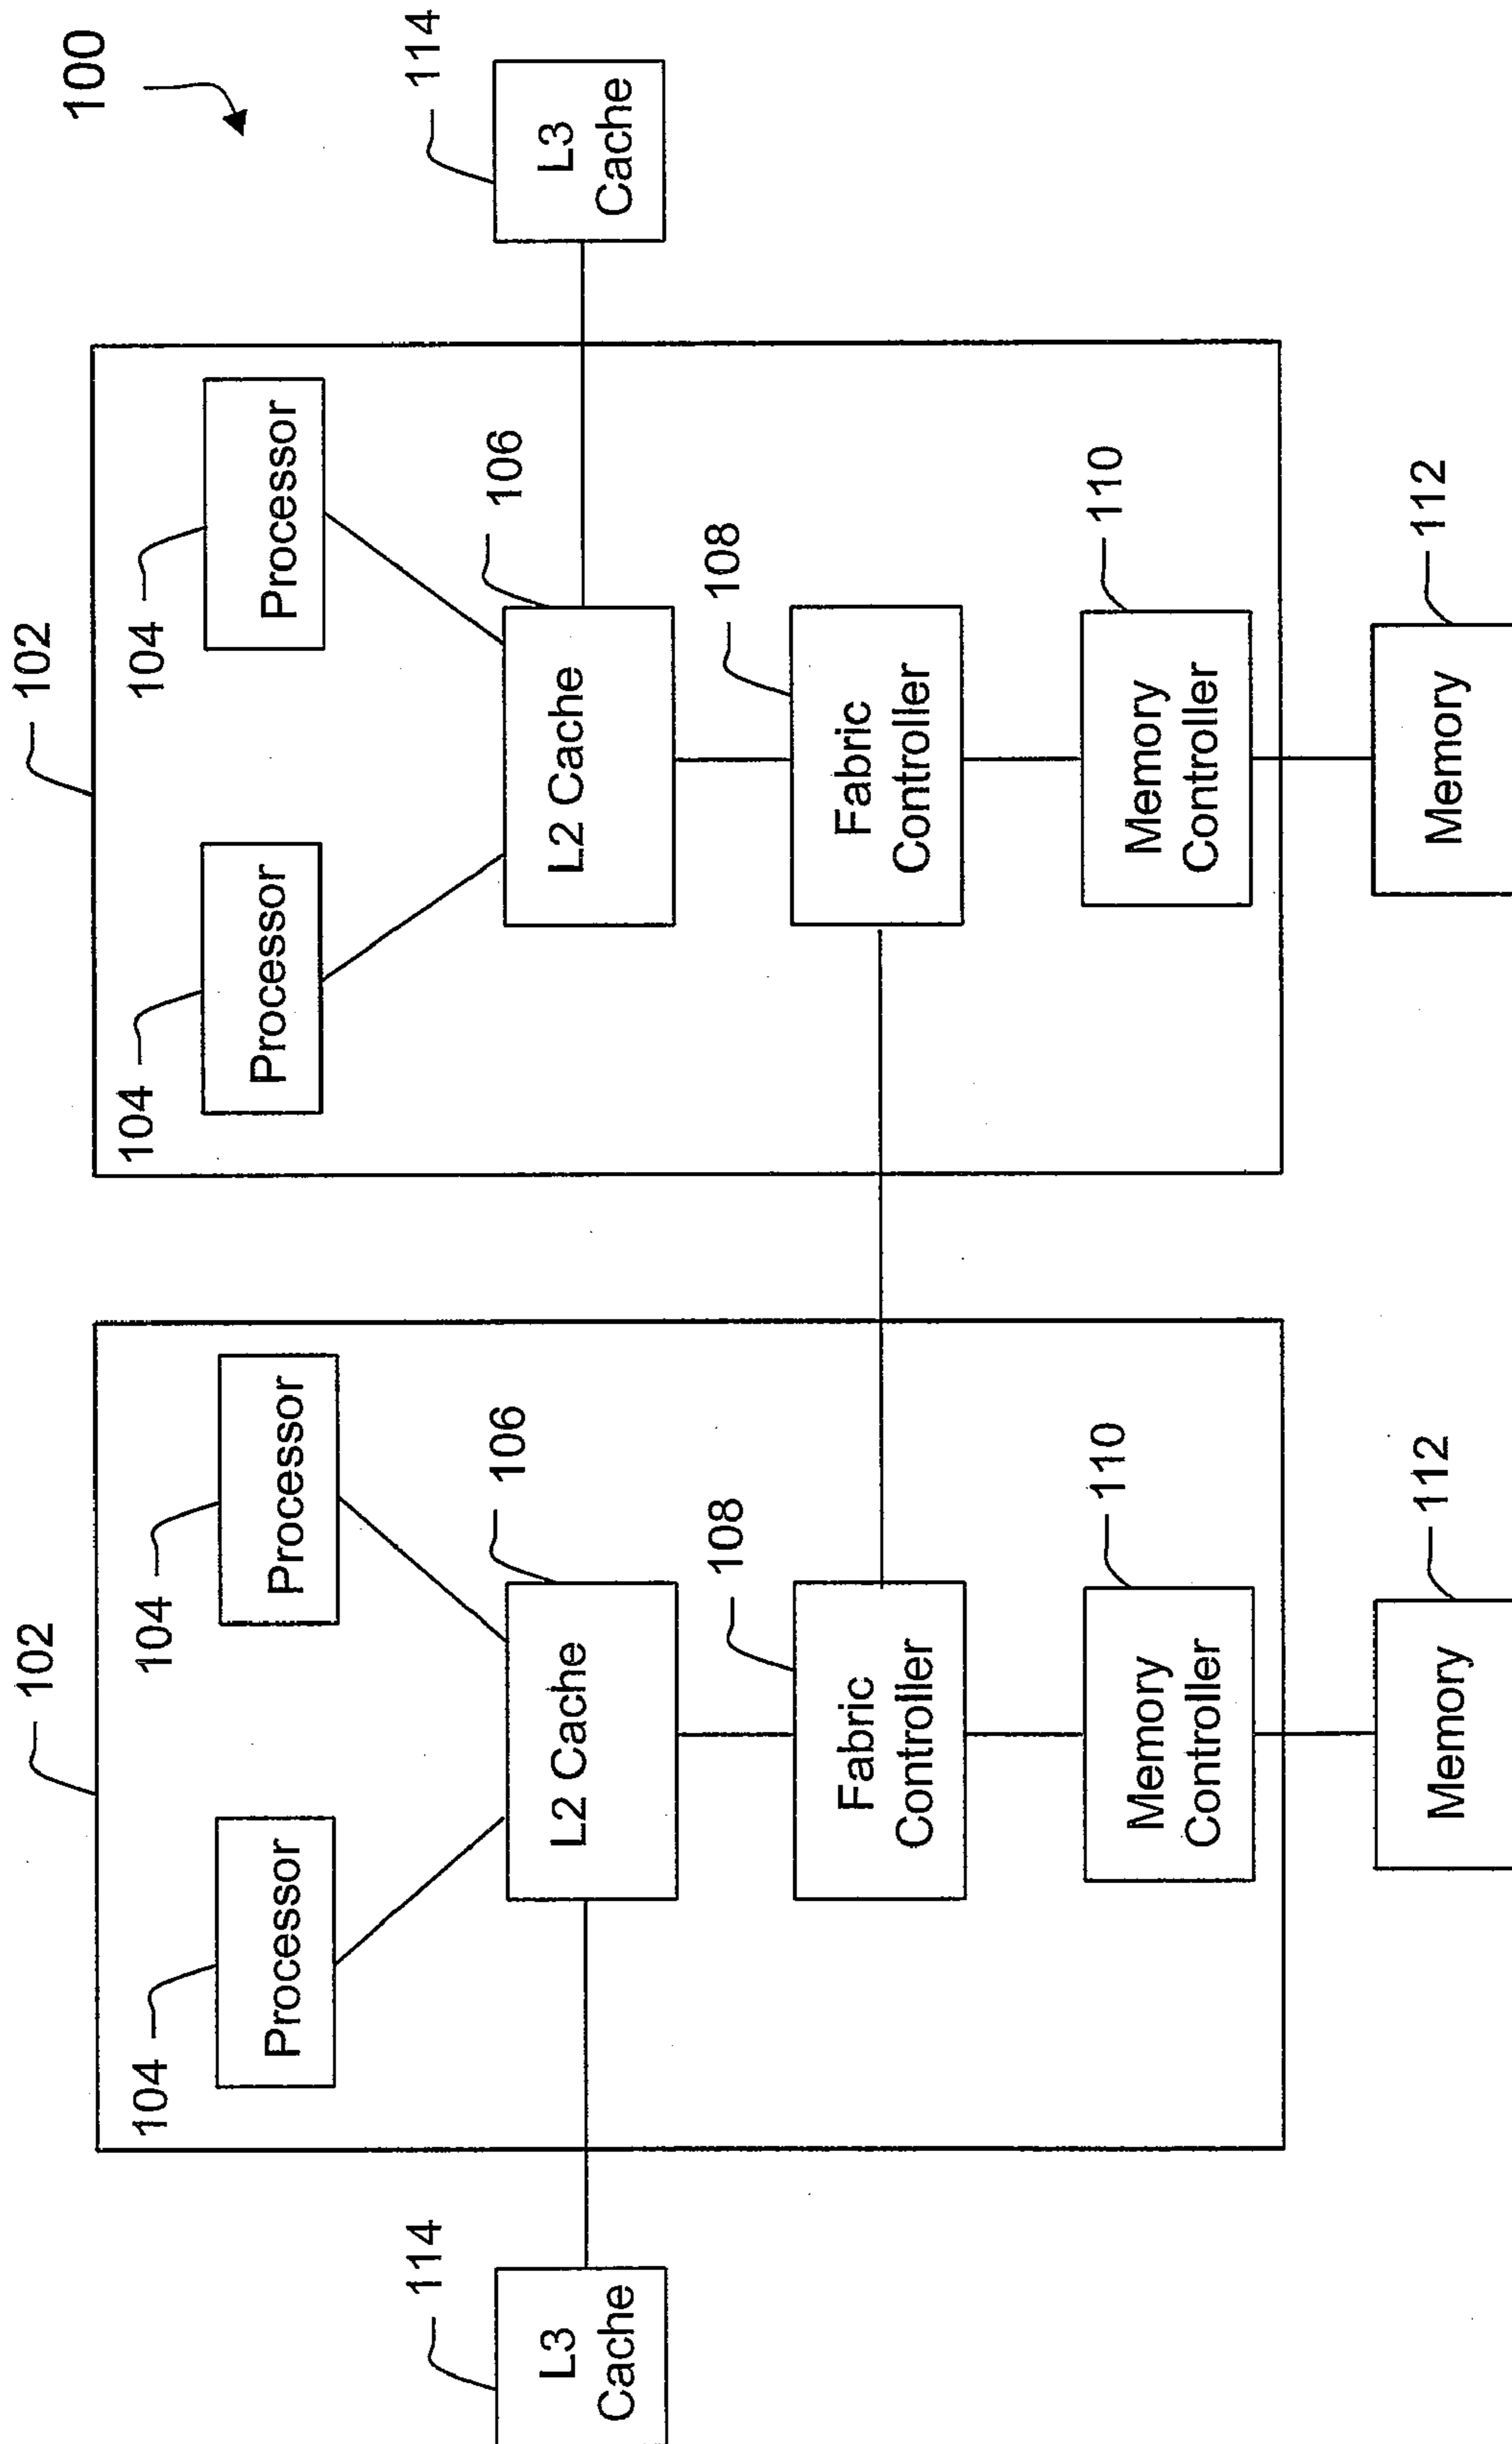 100
102
104
Processor
104
Processor
106
L2 Cache
114
L3
Cache
108
Fabric
Controller
110
Memory
Controller
112
Memory
102
104
Processor
104
Processor
106
L2 Cache
114
L3
Cache
108
Fabric
Controller
110
Memory
Controller
112
Memory